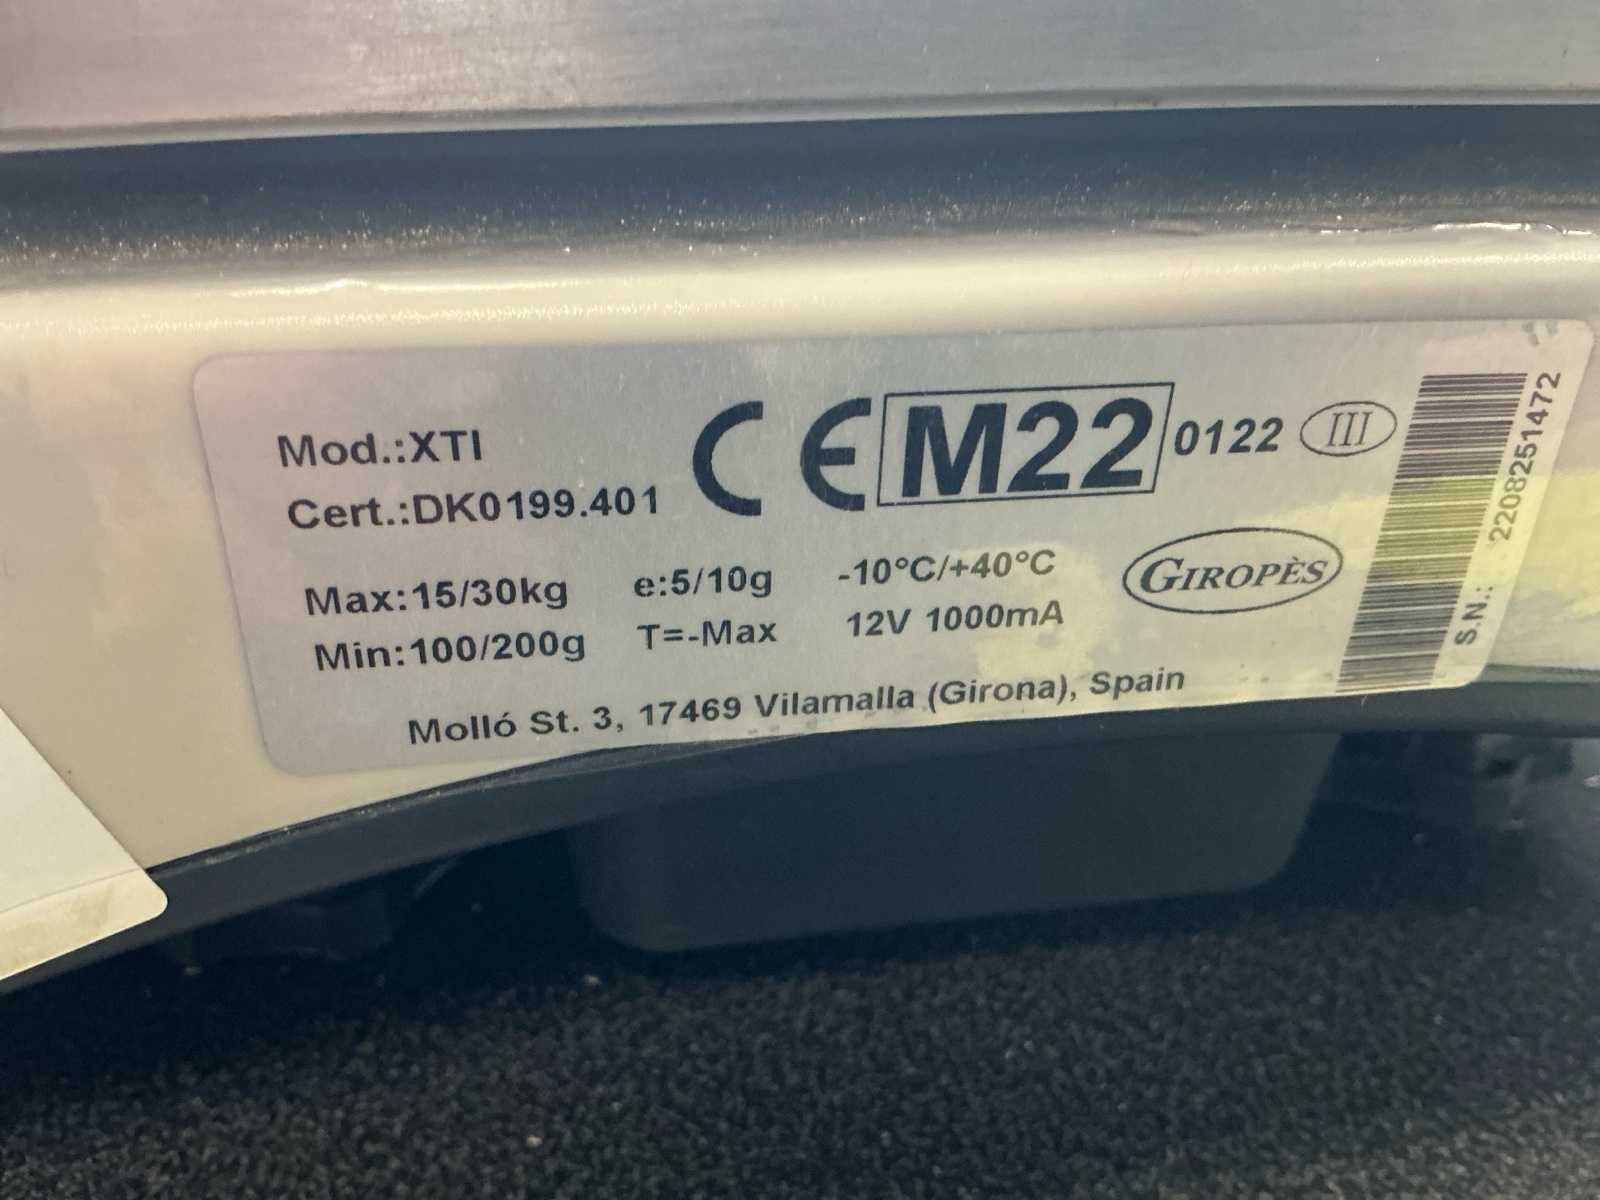 Mod.:XTI
Cert.:DK0199.401
CE M22 0122 III
Max:15/30kg e:5/10g -10°C/+40°C
Min:100/200g T=-Max 12V 1000mA
GIROPÈS
Molló St. 3, 17469 Vilamalla (Girona), Spain
S.N.: 2208251472